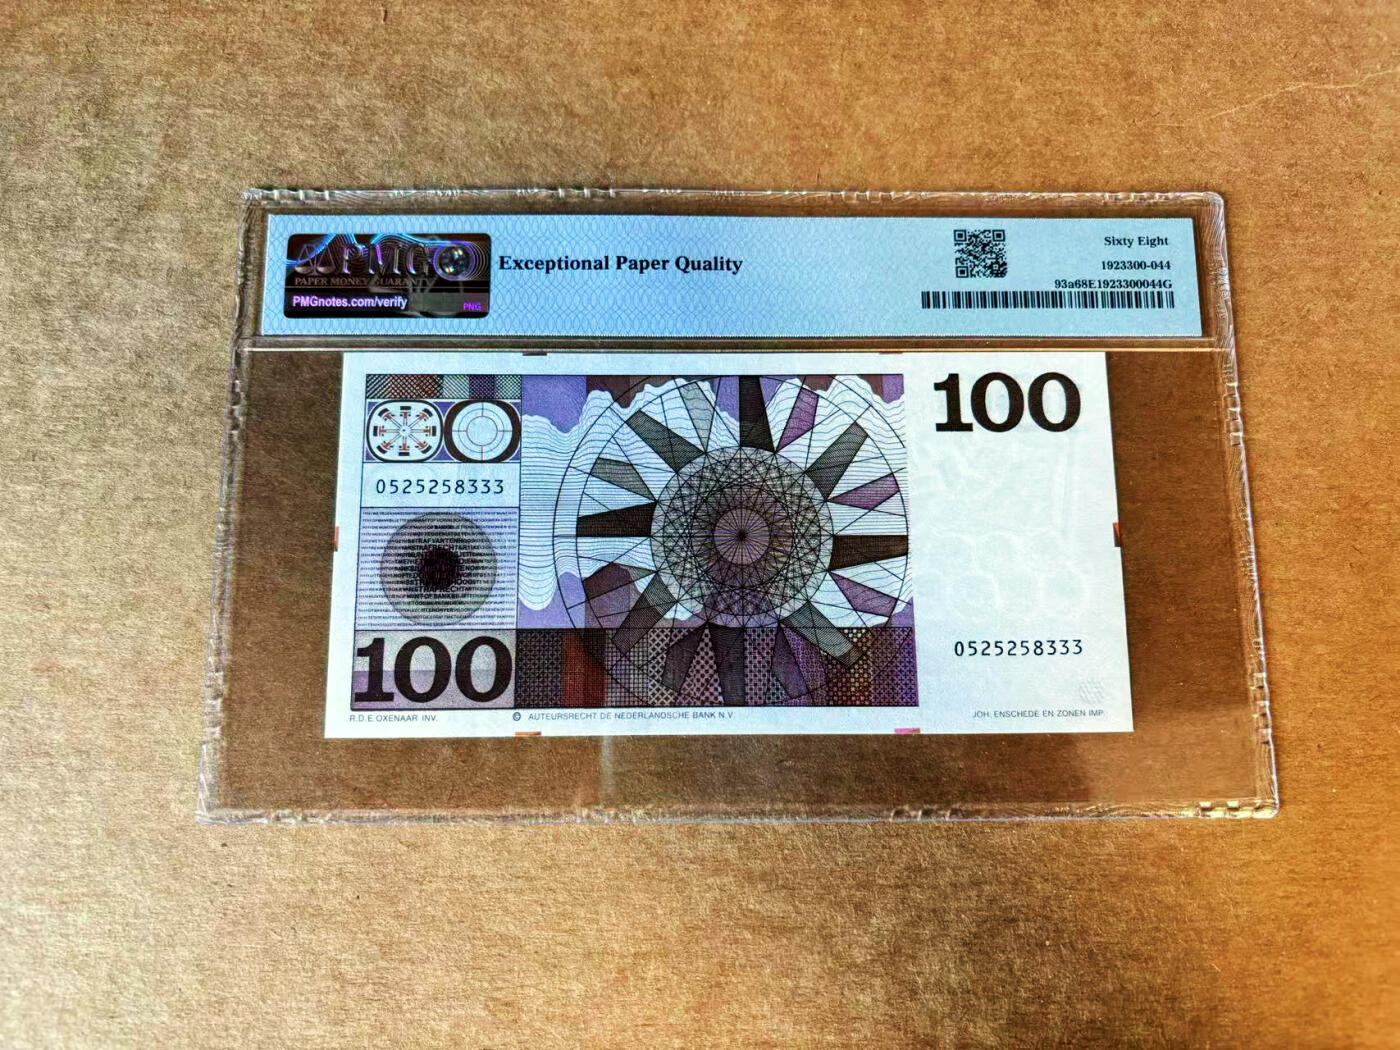 PMG
PAPER MONEY GUARANTY
PMGnotes.com/verify
PNG
Exceptional Paper Quality
Sixty Eight
1923300-044
93a68E1923300044G
100
0525258333
100
0525258333
R.D.E. OXENAAR INV.
© AUTEURSRECHT DE NEDERLANDSCHE BANK N.V.
JOH. ENSCHEDE EN ZONEN IMP.